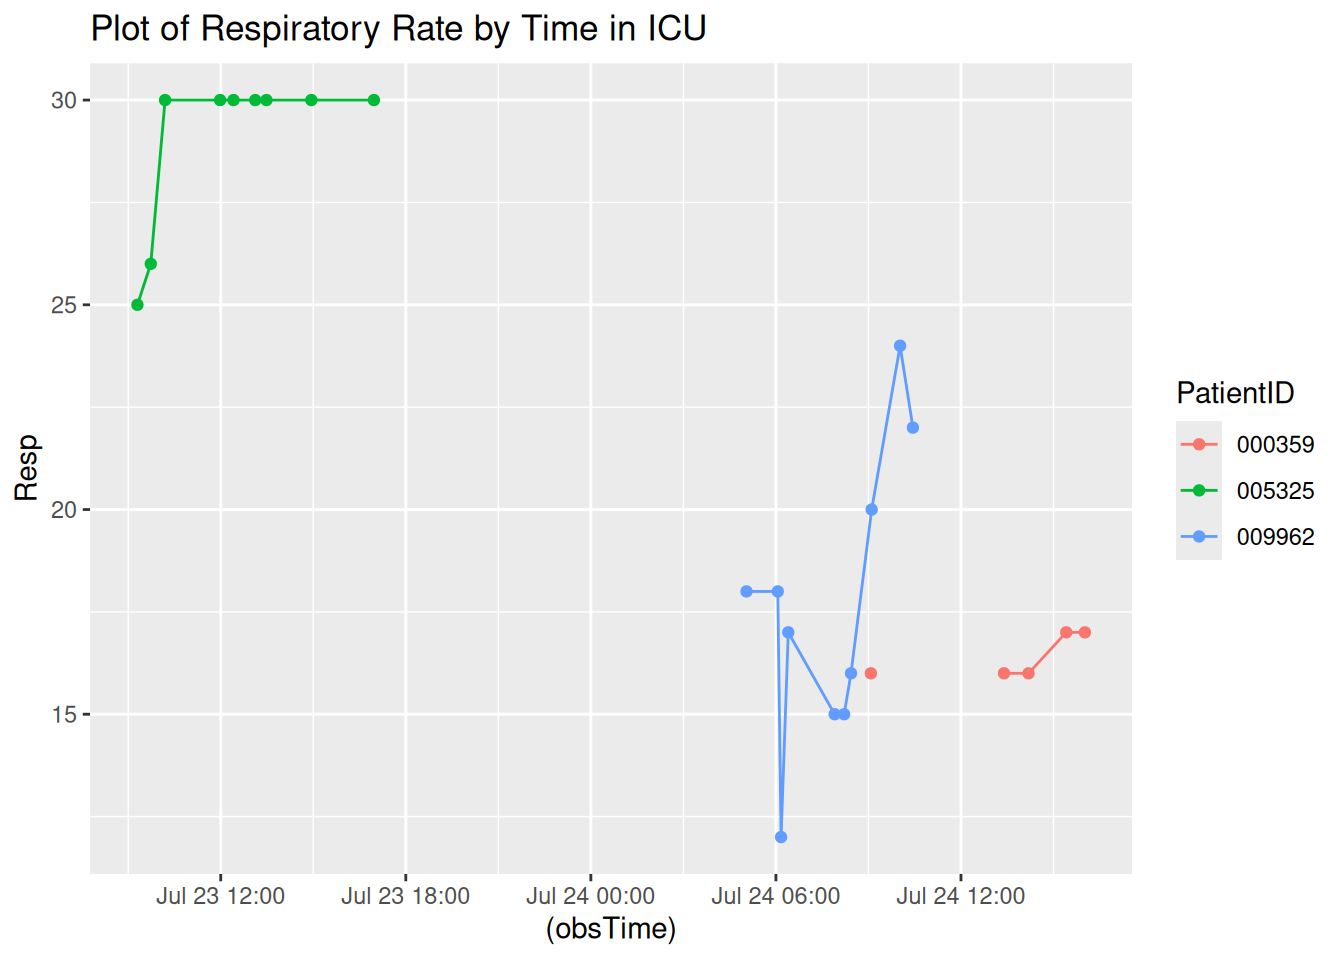 Plot of Respiratory Rate by Time in ICU
30
25
20
15
Resp
Jul 23 12:00
Jul 23 18:00
Jul 24 00:00
Jul 24 06:00
Jul 24 12:00
(obsTime)
PatientID
000359
005325
009962